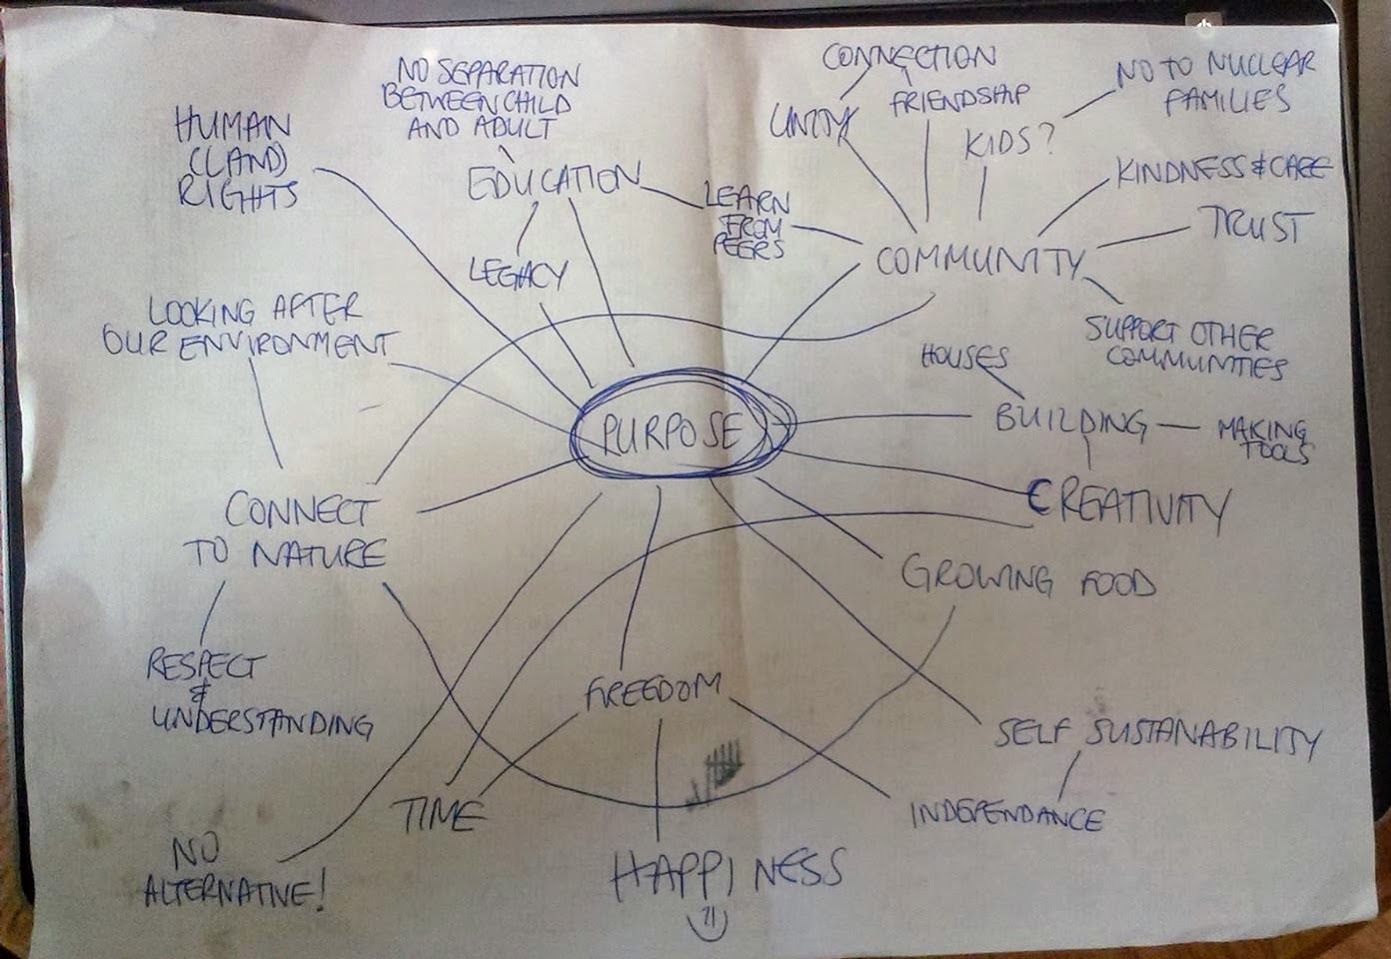 CONNECTION
NO SEPARATION
BETWEEN CHILD
AND ADULT
NO TO NUCLEAR
FAMILIES
FRIENDSHIP
UNITY
KIDS?
HUMAN
(LAND)
RIGHTS
EDUCATION
KINDNESS & CARE
LEARN
FROM
PEERS
TRUST
COMMUNITY
LEGACY
LOOKING AFTER
OUR ENVIRONMENT
SUPPORT OTHER
COMMUNITIES
HOUSES
PURPOSE
BUILDING
MAKING
TOOLS
CREATIVITY
CONNECT
TO NATURE
GROWING FOOD
RESPECT
&
UNDERSTANDING
FREEDOM
SELF SUSTANABILITY
TIME
INDEPENDANCE
NO
ALTERNATIVE!
HAPPINESS